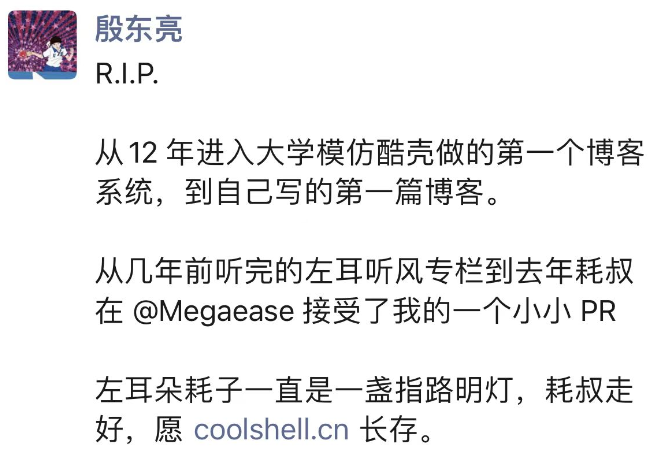 殷东亮
R.I.P.
从12 年进入大学模仿酷壳做的第一个博客
系统，到自己写的第一篇博客。
从几年前听完的左耳听风专栏到去年耗叔
在 @Megaease 接受了我的一个小小 PR
左耳朵耗子一直是一盏指路明灯，耗叔走
好，愿 coolshell.cn 长存。